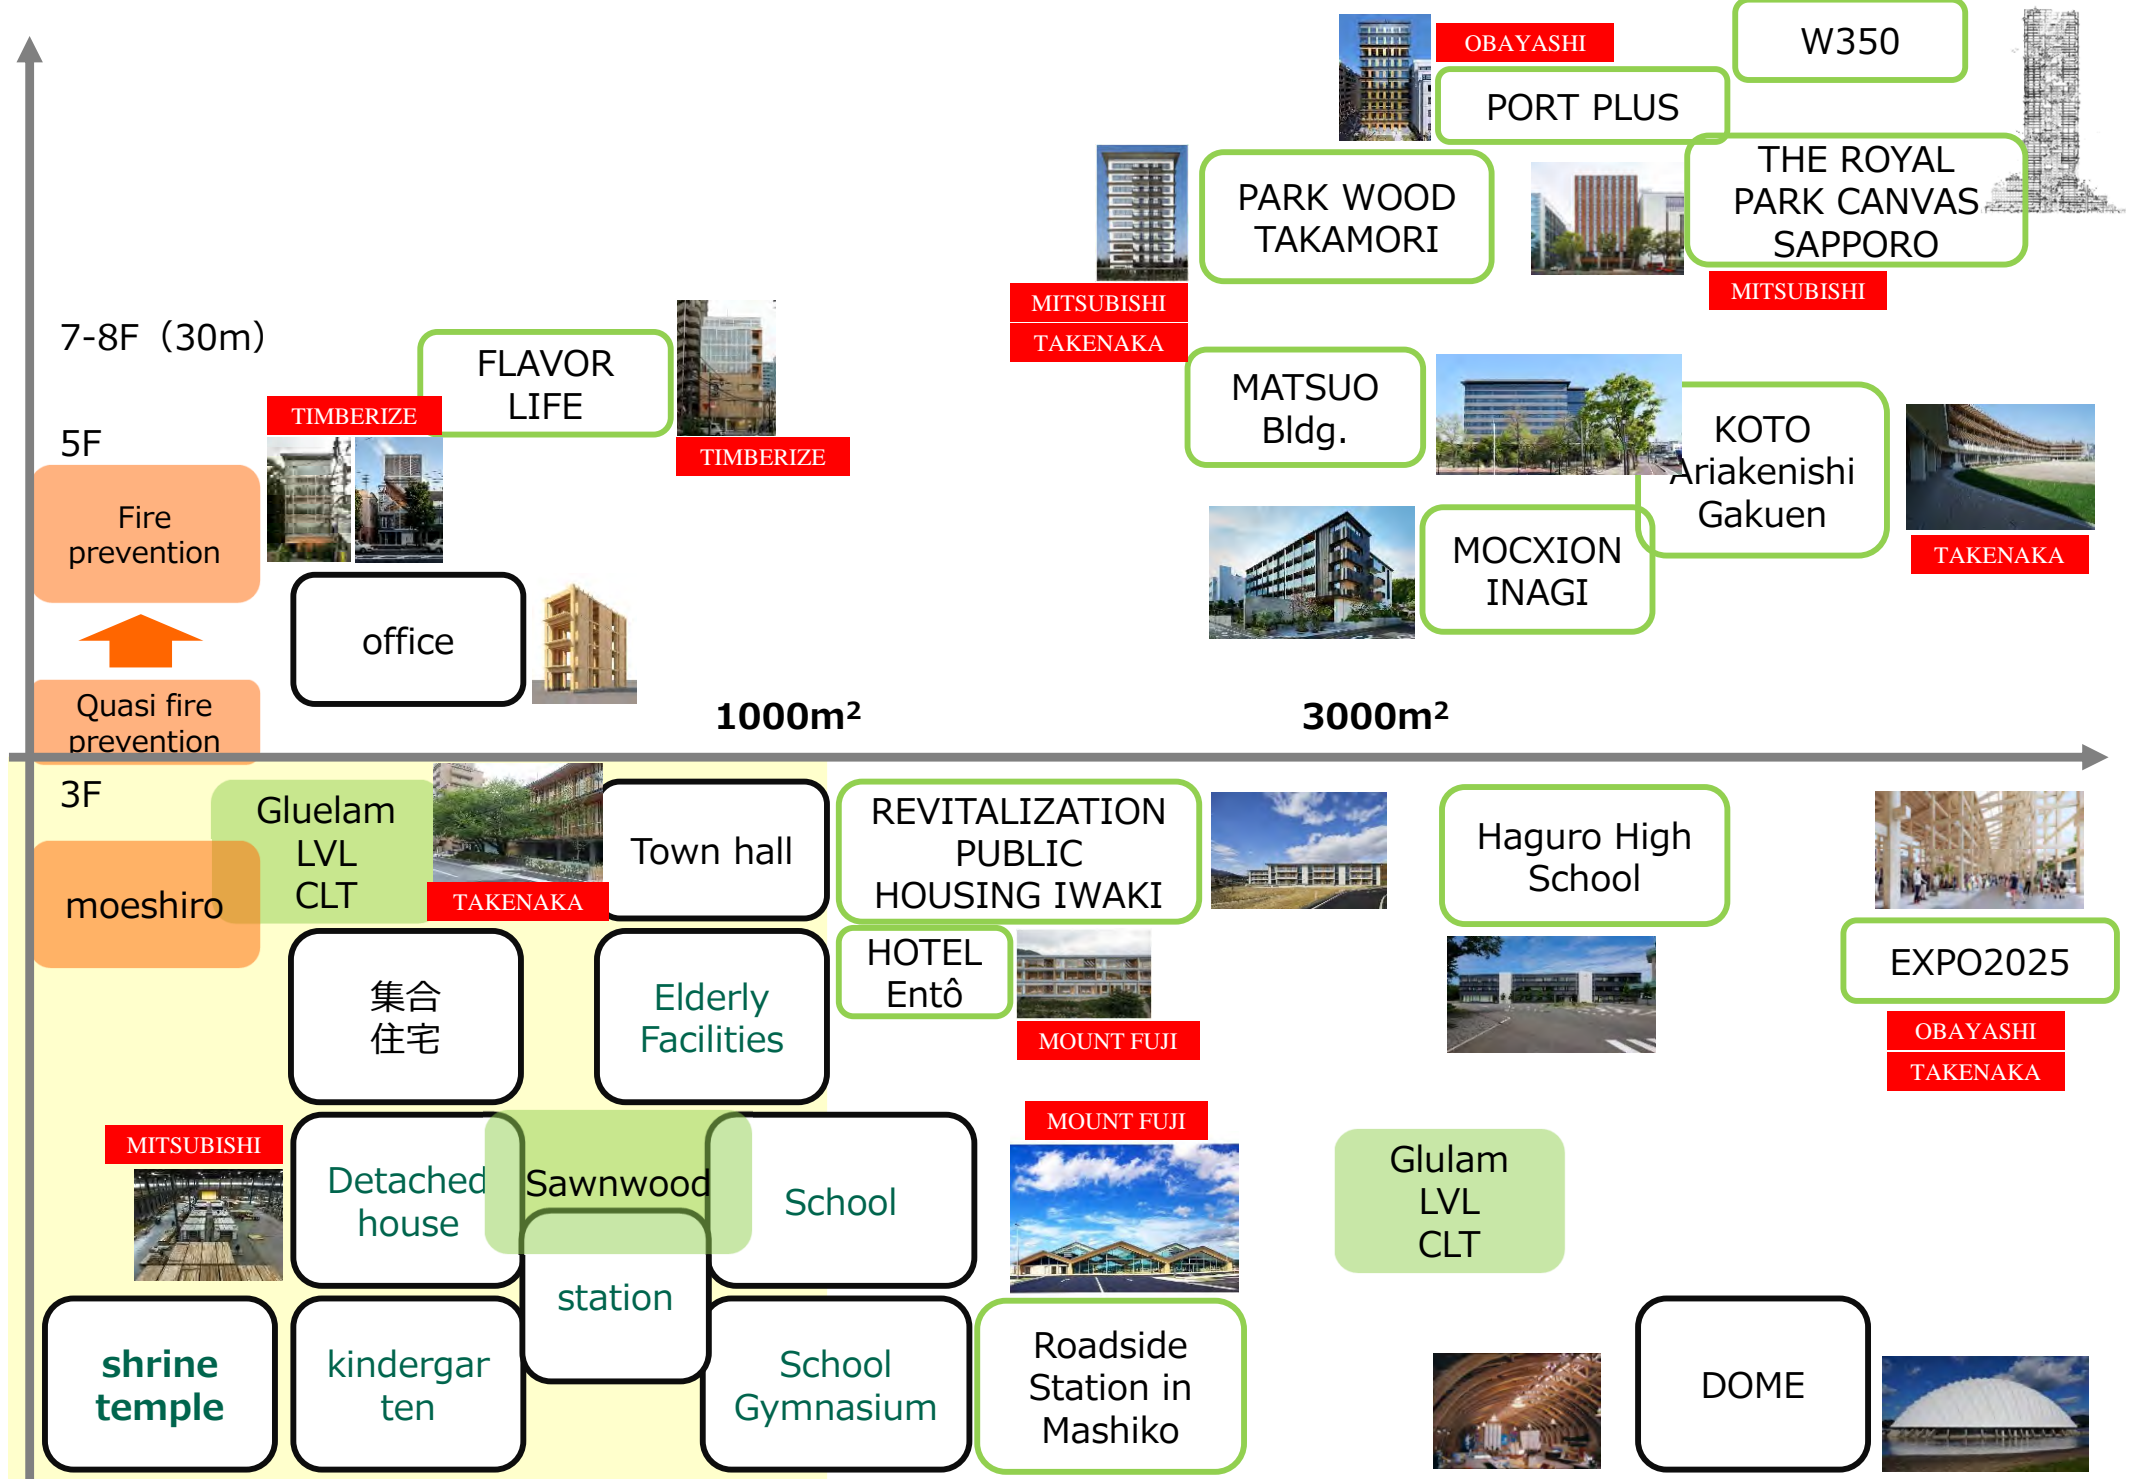 OBAYASHI
W350
PORT PLUS
THE ROYAL
PARK CANVAS
SAPPORO
MITSUBISHI
PARK WOOD
TAKAMORI
MITSUBISHI
TAKENAKA
7-8F（30m）
FLAVOR
LIFE
TIMBERIZE
TIMBERIZE
MATSUO
Bldg.
KOTO
Ariakenishi
Gakuen
TAKENAKA
5F
Fire
prevention
MOCXION
INAGI
office
Quasi fire
prevention
1000m²
3000m²
3F
Gluelam
LVL
CLT
moeshiro
TAKENAKA
Town hall
REVITALIZATION
PUBLIC
HOUSING IWAKI
Haguro High
School
集合
住宅
Elderly
Facilities
HOTEL
Entô
MOUNT FUJI
EXPO2025
OBAYASHI
TAKENAKA
MITSUBISHI
Detached
house
Sawnwood
School
MOUNT FUJI
Glulam
LVL
CLT
station
shrine
temple
kindergar
ten
School
Gymnasium
Roadside
Station in
Mashiko
DOME